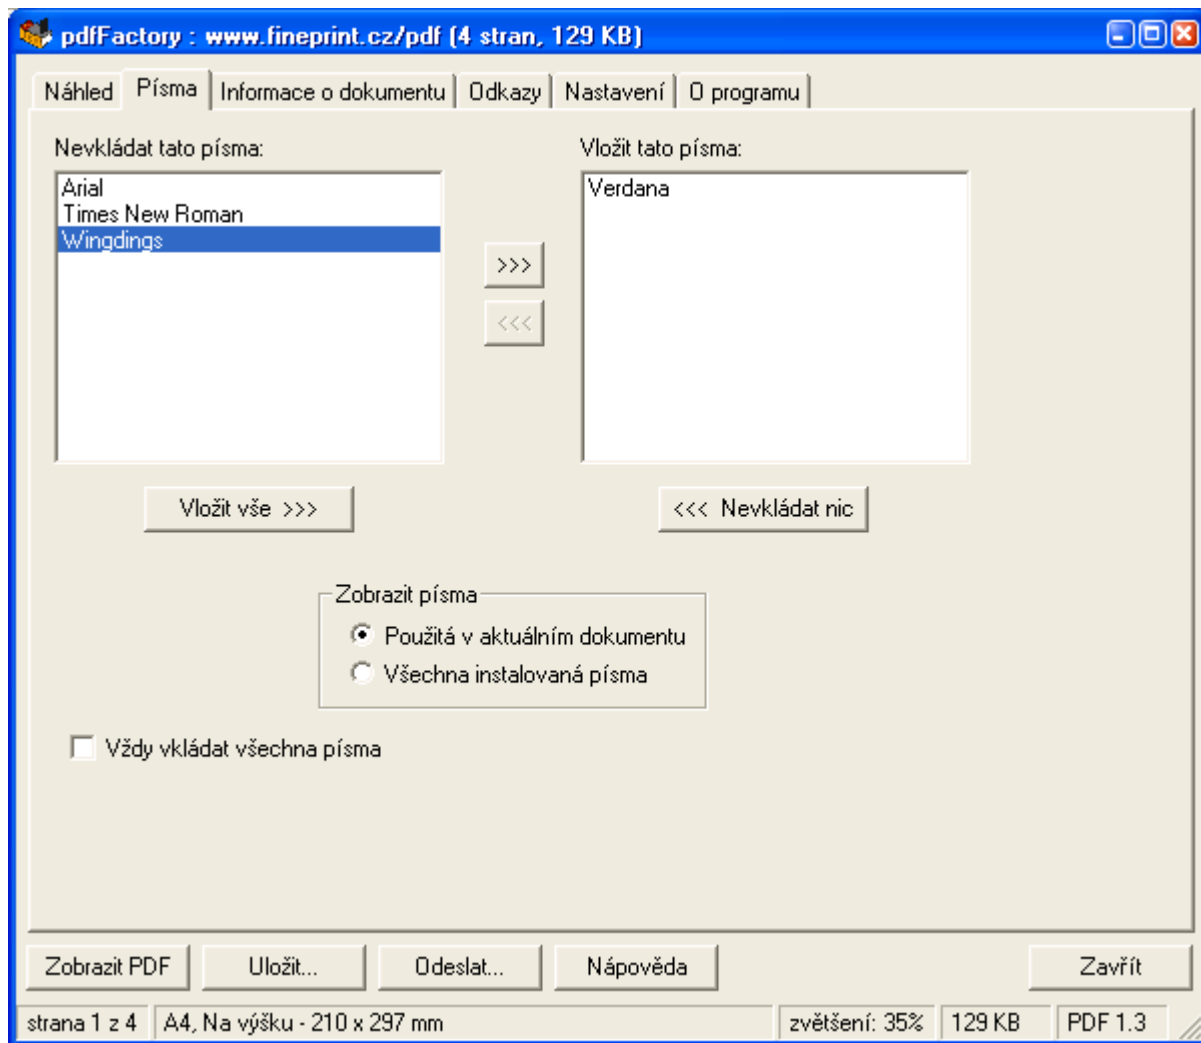 pdfFactory : www.fineprint.cz/pdf (4 stran, 129 KB)
Náhled Písma Informace o dokumentu Odkazy Nastavení O programu
Nevkládat tato písma: Vložit tato písma:
Arial Verdana
Times New Roman
Wingdings
>>>
<<<
Vložit vše >>> <<< Nevkládat nic
Zobrazit písma
Použitá v aktuálním dokumentu
Všechna instalovaná písma
Vždy vkládat všechna písma
Zobrazit PDF Uložit... Odeslat... Nápověda Zavřít
strana 1 z 4 A4, Na výšku - 210 x 297 mm zvětšení: 35% 129 KB PDF 1.3